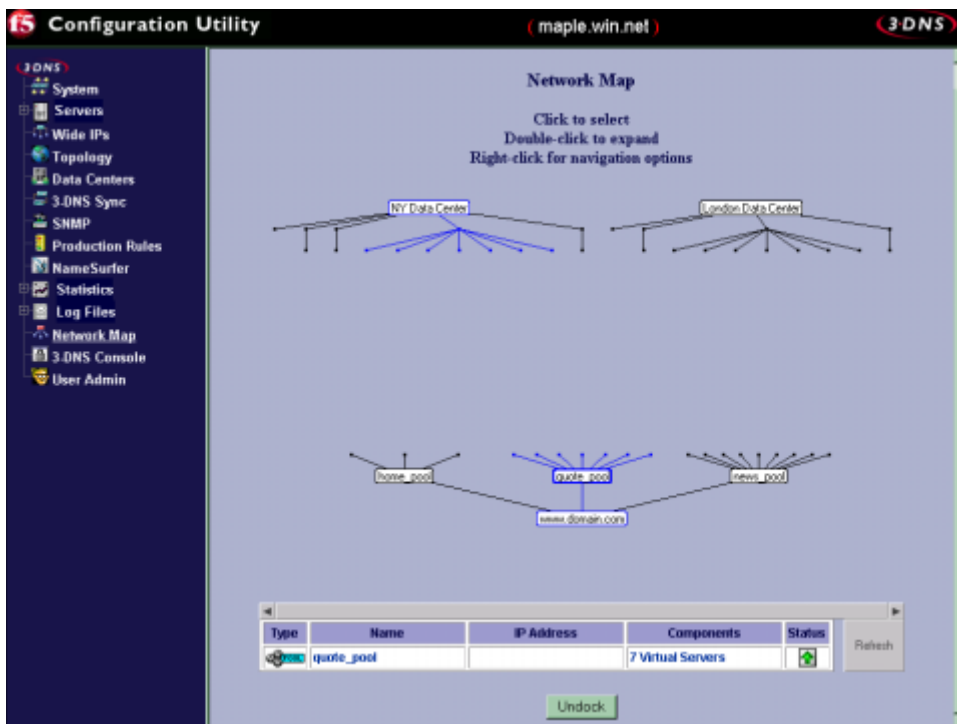 f5 Configuration Utility
( maple.win.net )
(3·DNS)
(3DNS)
System
Servers
Wide IPs
Topology
Data Centers
3-DNS Sync
SNMP
Production Rules
NameSurfer
Statistics
Log Files
Network Map
3-DNS Console
User Admin
Network Map
Click to select
Double-click to expand
Right-click for navigation options
NY Data Center
London Data Center
home_pool
quote_pool
news_pool
www.domain.com
Type Name IP Address Components Status
quote_pool 7 Virtual Servers
Refresh
Undock